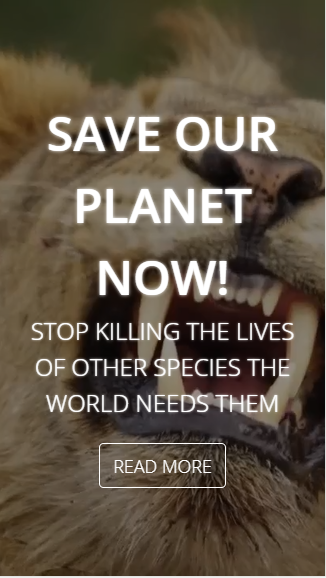 SAVE OUR
PLANET
NOW!
STOP KILLING THE LIVES
OF OTHER SPECIES THE
WORLD NEEDS THEM
READ MORE